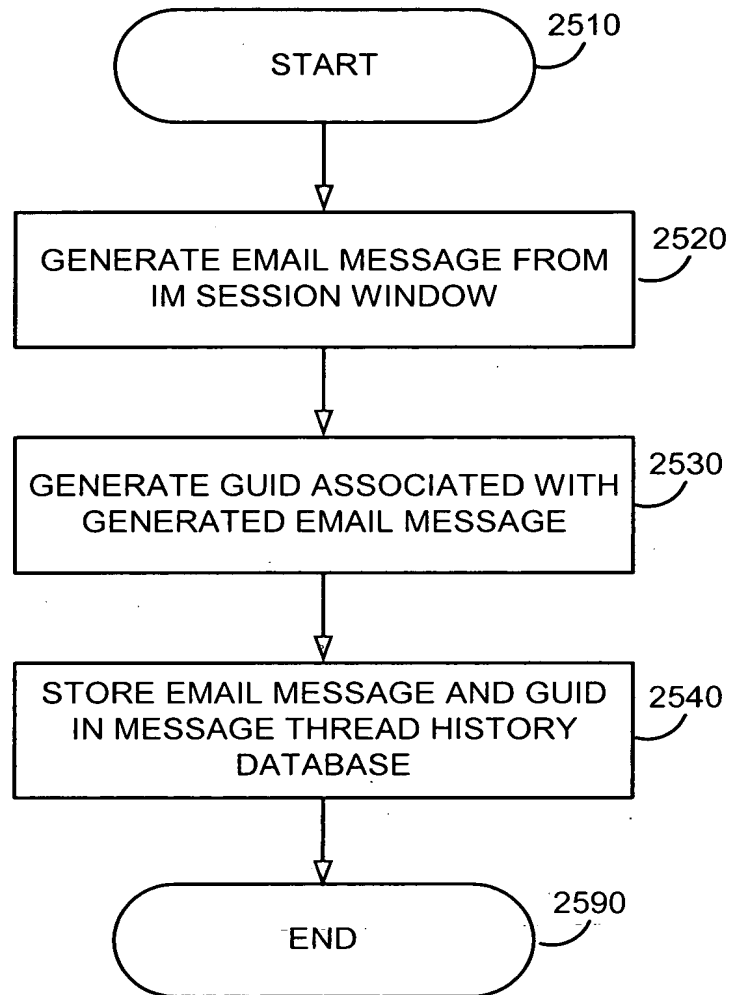 START
2510
GENERATE EMAIL MESSAGE FROM
IM SESSION WINDOW
2520
GENERATE GUID ASSOCIATED WITH
GENERATED EMAIL MESSAGE
2530
STORE EMAIL MESSAGE AND GUID
IN MESSAGE THREAD HISTORY
DATABASE
2540
END
2590